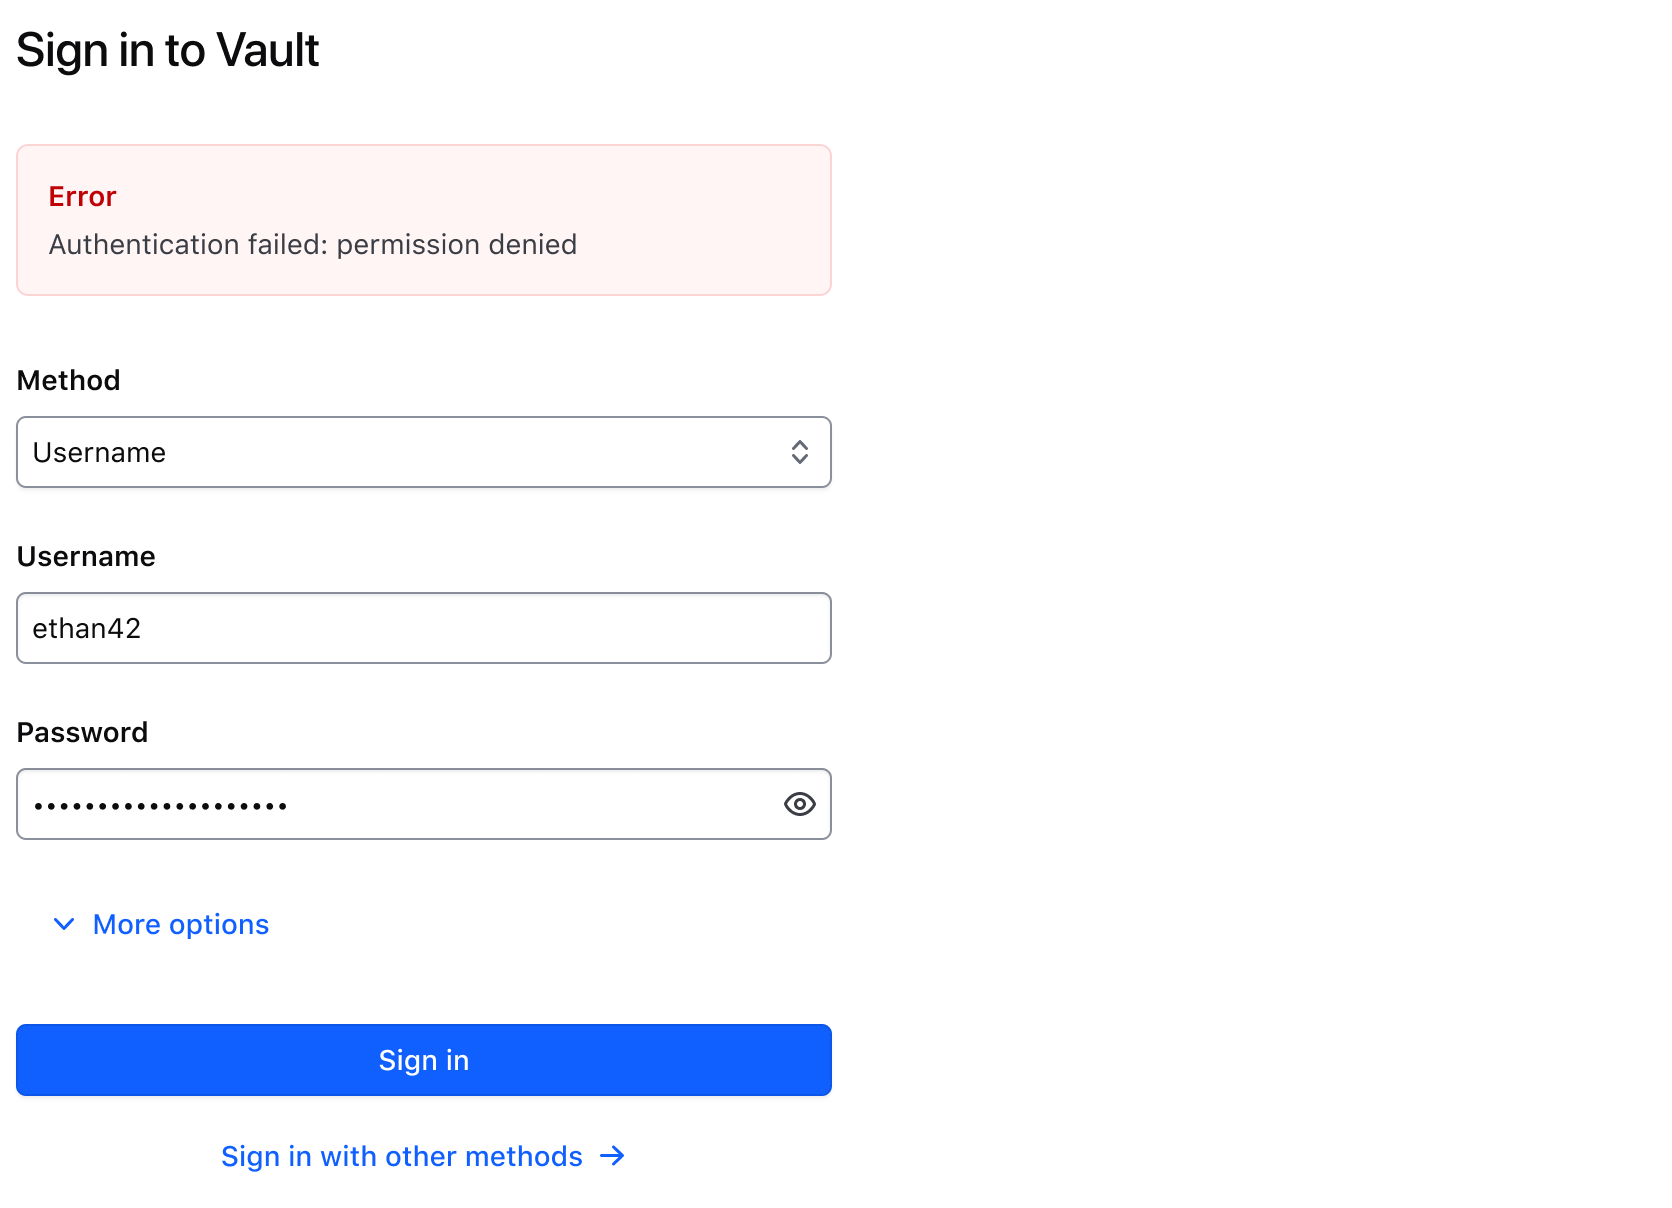 Sign in to Vault
Error
Authentication failed: permission denied
Method
Username
Username
ethan42
Password
••••••••••••••••••••
More options
Sign in
Sign in with other methods →